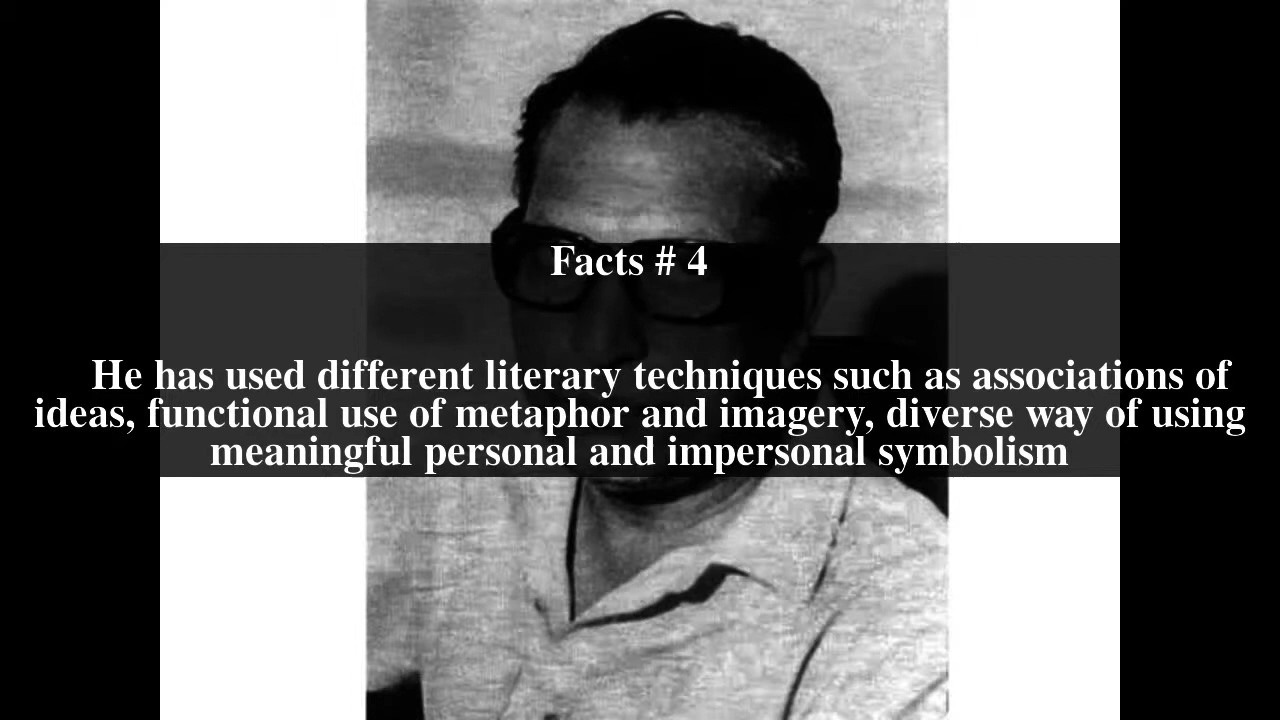 Facts # 4
He has used different literary techniques such as associations of
ideas, functional use of metaphor and imagery, diverse way of using
meaningful personal and impersonal symbolism